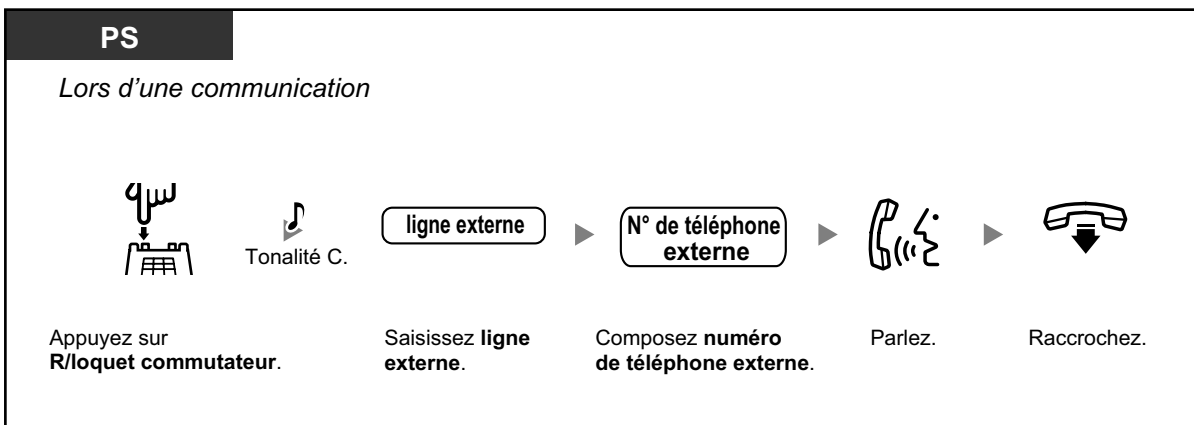 PS
Lors d'une communication
Tonalité C.
ligne externe
N° de téléphone
externe
Appuyez sur
R/loquet commutateur.
Saisissez ligne
externe.
Composez numéro
de téléphone externe.
Parlez.
Raccrochez.